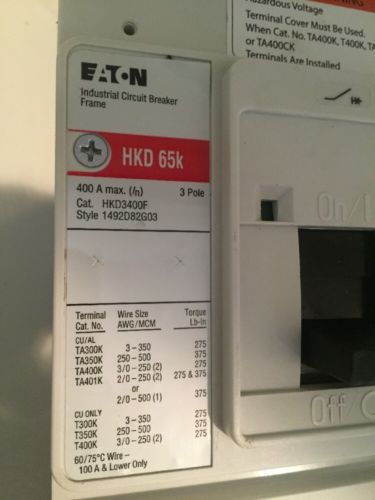 EATON
Industrial Circuit Breaker
Frame
HKD 65k
400 A max. (In) 3 Pole
Cat. HKD3400F
Style 1492D82G03
Terminal Wire Size Torque
Cat. No. AWG/MCM Lb-In
CU/AL
TA300K 3-350 275
TA350K 250-500 375
TA400K 3/0-250 (2) 275
TA401K 2/0-250 (2) 275 & 375
or
2/0-500 (1) 375
CU ONLY
T300K 3-350 275
T350K 250-500 375
T400K 3/0-250 (2) 275
60/75°C Wire –
100 A & Lower Only
Hazardous Voltage
Terminal Cover Must Be Used.
When Cat. No. TA400K, T400K,
or TA400CK
Terminals Are Installed
On/
Off/